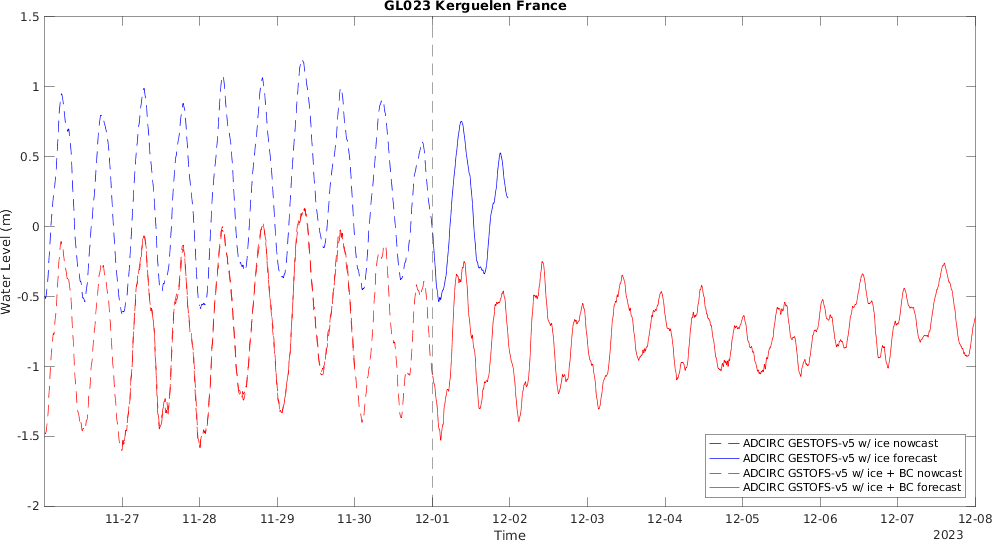 GL023 Kerguelen France
1.5
1
0.5
0
-0.5
-1
-1.5
-2
Water Level (m)
11-27 11-28 11-29 11-30 12-01 12-02 12-03 12-04 12-05 12-06 12-07 12-08
Time
2023
ADCIRC GESTOFS-v5 w/ ice nowcast
ADCIRC GESTOFS-v5 w/ ice forecast
ADCIRC GSTOFS-v5 w/ ice + BC nowcast
ADCIRC GSTOFS-v5 w/ ice + BC forecast